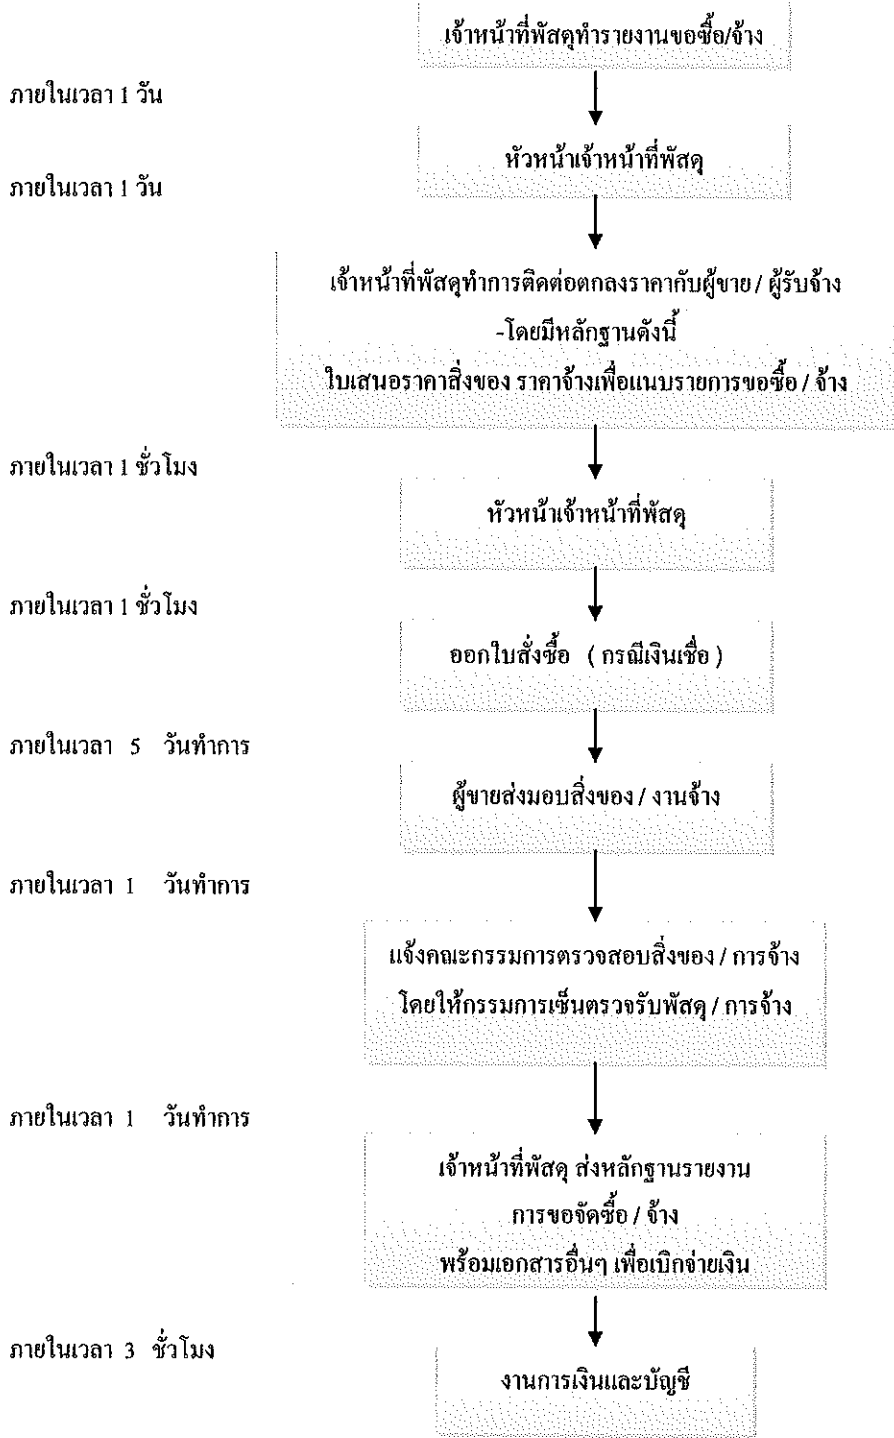 เจ้าหน้าที่พัสดุทำรายงานขอซื้อ/จ้าง
ภายในเวลา 1 วัน
หัวหน้าเจ้าหน้าที่พัสดุ
ภายในเวลา 1 วัน
เจ้าหน้าที่พัสดุทำการติดต่อตกลงราคากับผู้ขาย / ผู้รับจ้าง
-โดยมีหลักฐานดังนี้
ใบเสนอราคาสิ่งของ ราคาจ้างเพื่อแนบรายการขอซื้อ / จ้าง
ภายในเวลา 1 ชั่วโมง
หัวหน้าเจ้าหน้าที่พัสดุ
ภายในเวลา 1 ชั่วโมง
ออกใบสั่งซื้อ ( กรณีเงินเชื่อ )
ภายในเวลา 5 วันทำการ
ผู้ขายส่งมอบสิ่งของ / งานจ้าง
ภายในเวลา 1 วันทำการ
แจ้งคณะกรรมการตรวจสอบสิ่งของ / การจ้าง
โดยให้กรรมการเซ็นตรวจรับพัสดุ / การจ้าง
ภายในเวลา 1 วันทำการ
เจ้าหน้าที่พัสดุ ส่งหลักฐานรายงาน
การขอจัดซื้อ / จ้าง
พร้อมเอกสารอื่นๆ เพื่อเบิกจ่ายเงิน
ภายในเวลา 3 ชั่วโมง
งานการเงินและบัญชี